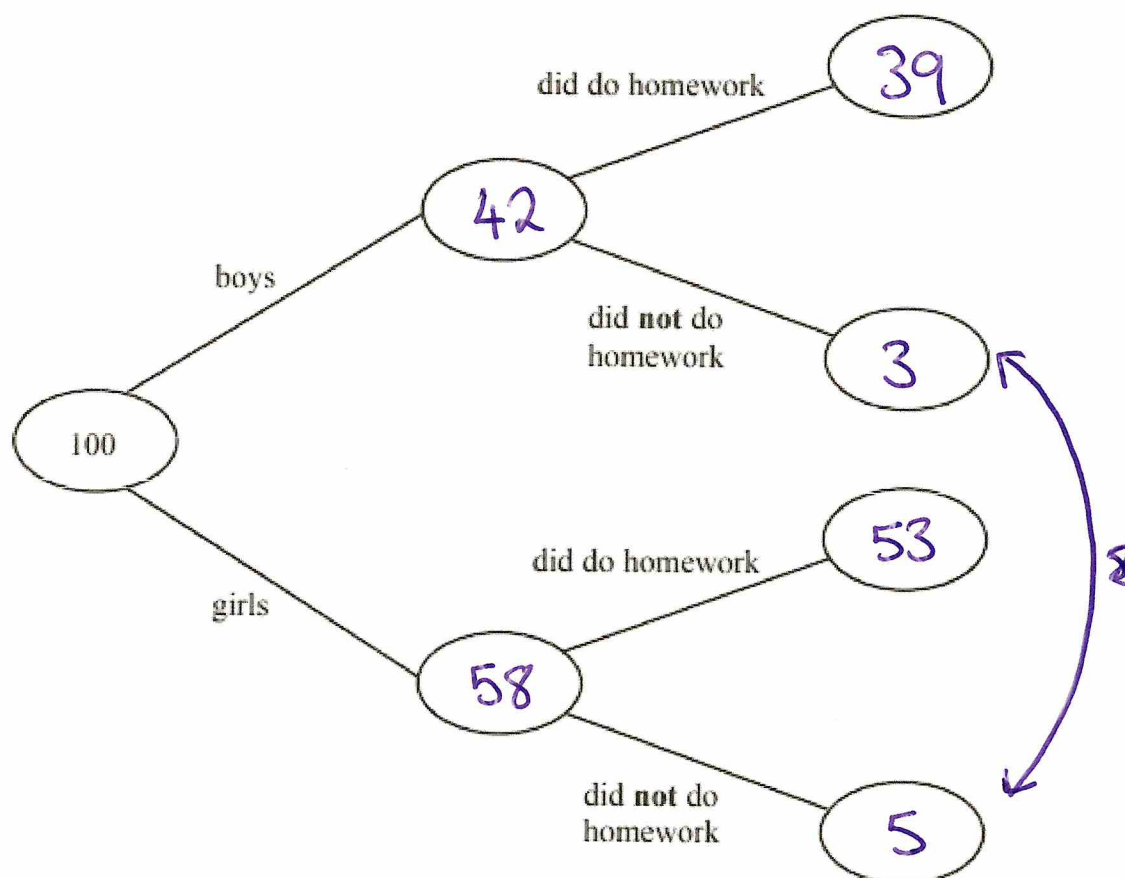 39
did do homework
42
boys
did not do
homework
3
100
53
did do homework
8
girls
58
did not do
homework
5